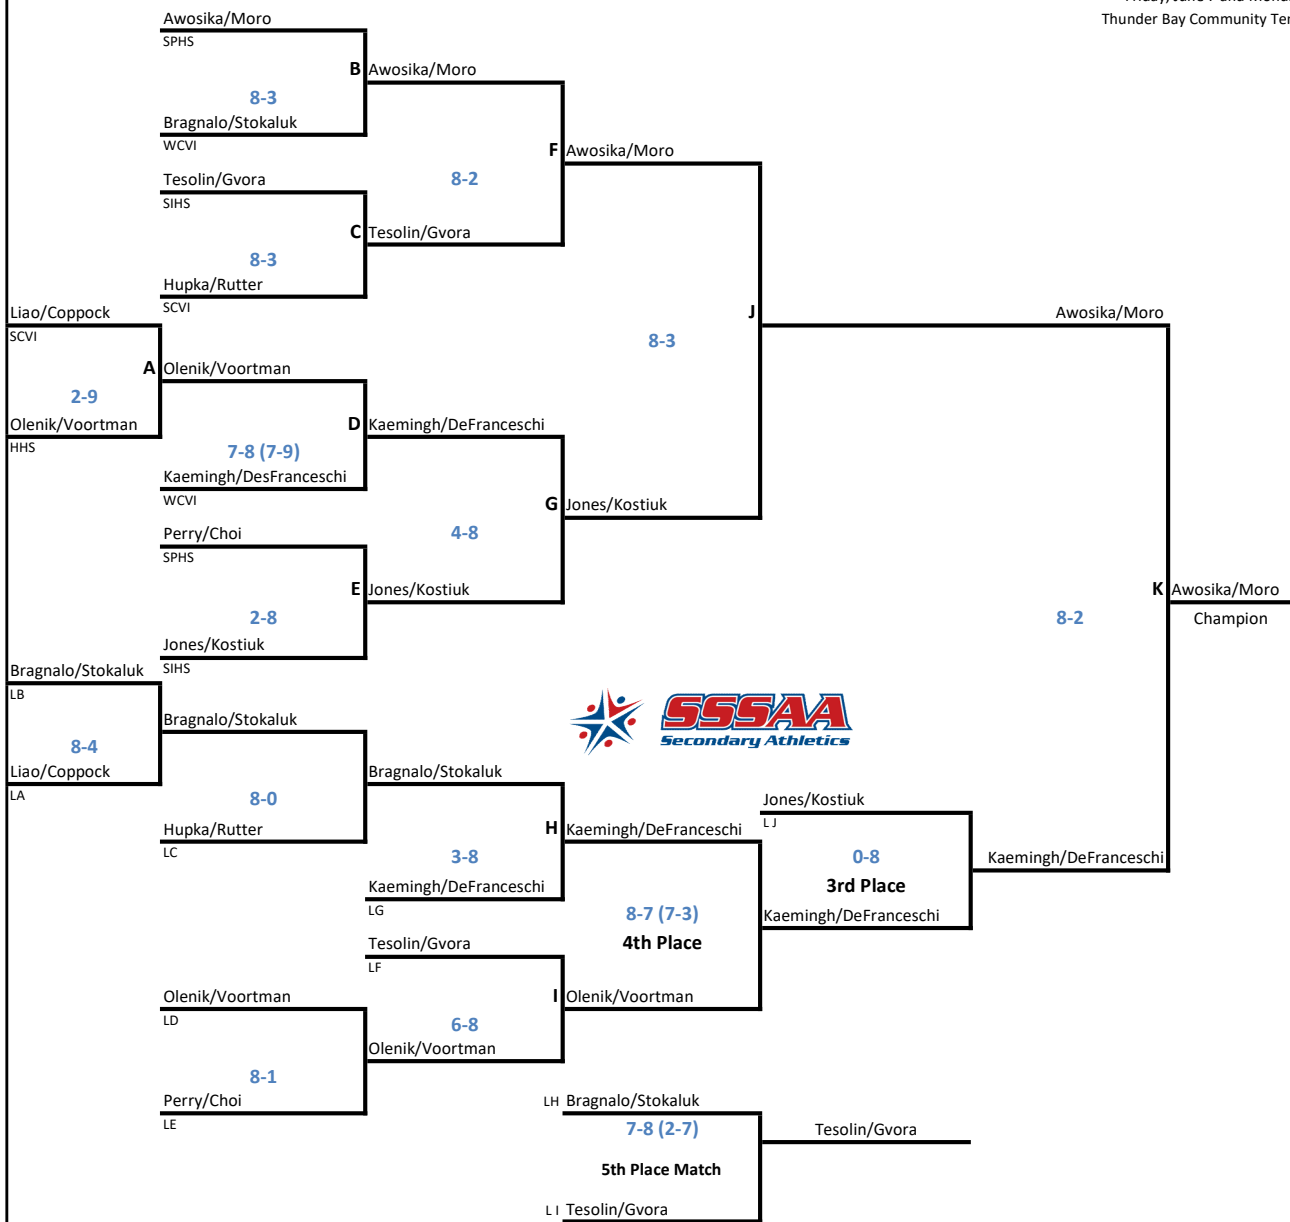 Thunder Bay Community Ten
Awosika/Moro
SPHS
B Awosika/Moro
8-3
Bragnalo/Stokaluk
WCVI
F Awosika/Moro
Tesolin/Gvora
8-2
SIHS
C Tesolin/Gvora
8-3
Hupka/Rutter
SCVI
Liao/Coppock
J
Awosika/Moro
SCVI
8-3
A Olenik/Voortman
2-9
Olenik/Voortman
D Kaemingh/DeFranceschi
HHS
7-8 (7-9)
Kaemingh/DesFranceschi
WCVI
G Jones/Kostiuk
Perry/Choi
4-8
SPHS
E Jones/Kostiuk
K Awosika/Moro
2-8
8-2
Champion
Jones/Kostiuk
SIHS
Bragnalo/Stokaluk
LB
Bragnalo/Stokaluk
SSSAA
Secondary Athletics
8-4
Liao/Coppock
Bragnalo/Stokaluk
LA
8-0
Jones/Kostiuk
L J
Hupka/Rutter
H Kaemingh/DeFranceschi
LC
3-8
0-8
Kaemingh/DeFranceschi
3rd Place
Kaemingh/DeFranceschi
LG
8-7 (7-3)
Kaemingh/DeFranceschi
4th Place
Tesolin/Gvora
LF
Olenik/Voortman
I Olenik/Voortman
LD
6-8
Olenik/Voortman
8-1
Perry/Choi
LE
LH Bragnalo/Stokaluk
7-8 (2-7)
Tesolin/Gvora
5th Place Match
L I Tesolin/Gvora